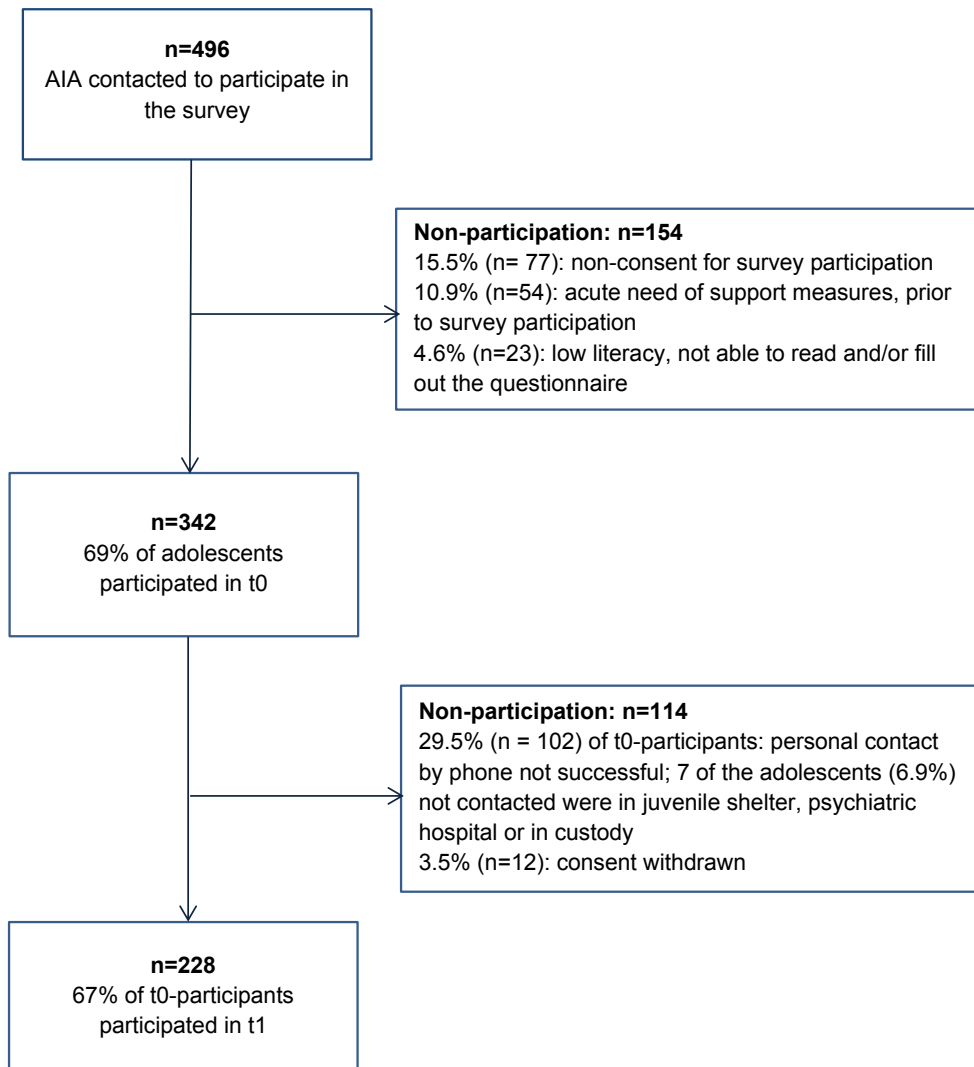 n=496
AIA contacted to participate in
the survey
Non-participation: n=154
15.5% (n= 77): non-consent for survey participation
10.9% (n=54): acute need of support measures, prior
to survey participation
4.6% (n=23): low literacy, not able to read and/or fill
out the questionnaire
n=342
69% of adolescents
participated in t0
Non-participation: n=114
29.5% (n = 102) of t0-participants: personal contact
by phone not successful; 7 of the adolescents (6.9%)
not contacted were in juvenile shelter, psychiatric
hospital or in custody
3.5% (n=12): consent withdrawn
n=228
67% of t0-participants
participated in t1